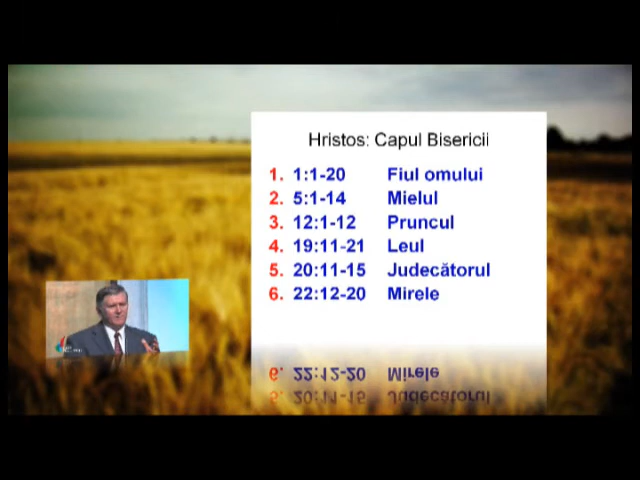 Hristos: Capul Bisericii
1. 1:1-20 Fiul omului
2. 5:1-14 Mielul
3. 12:1-12 Pruncul
4. 19:11-21 Leul
5. 20:11-15 Judecătorul
6. 22:12-20 Mirele